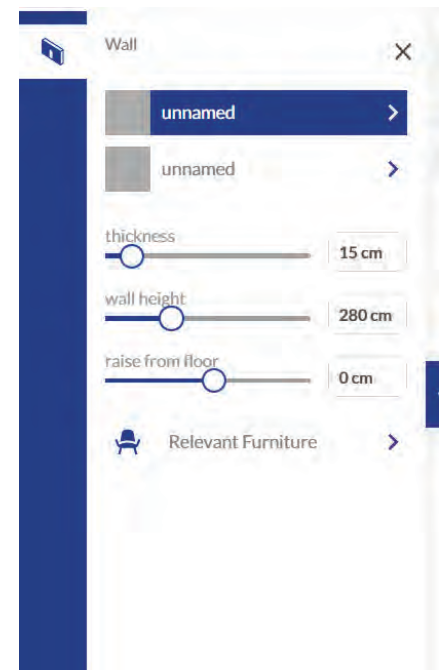 Wall
unnamed
unnamed
thickness
15 cm
wall height
280 cm
raise from floor
0 cm
Relevant Furniture